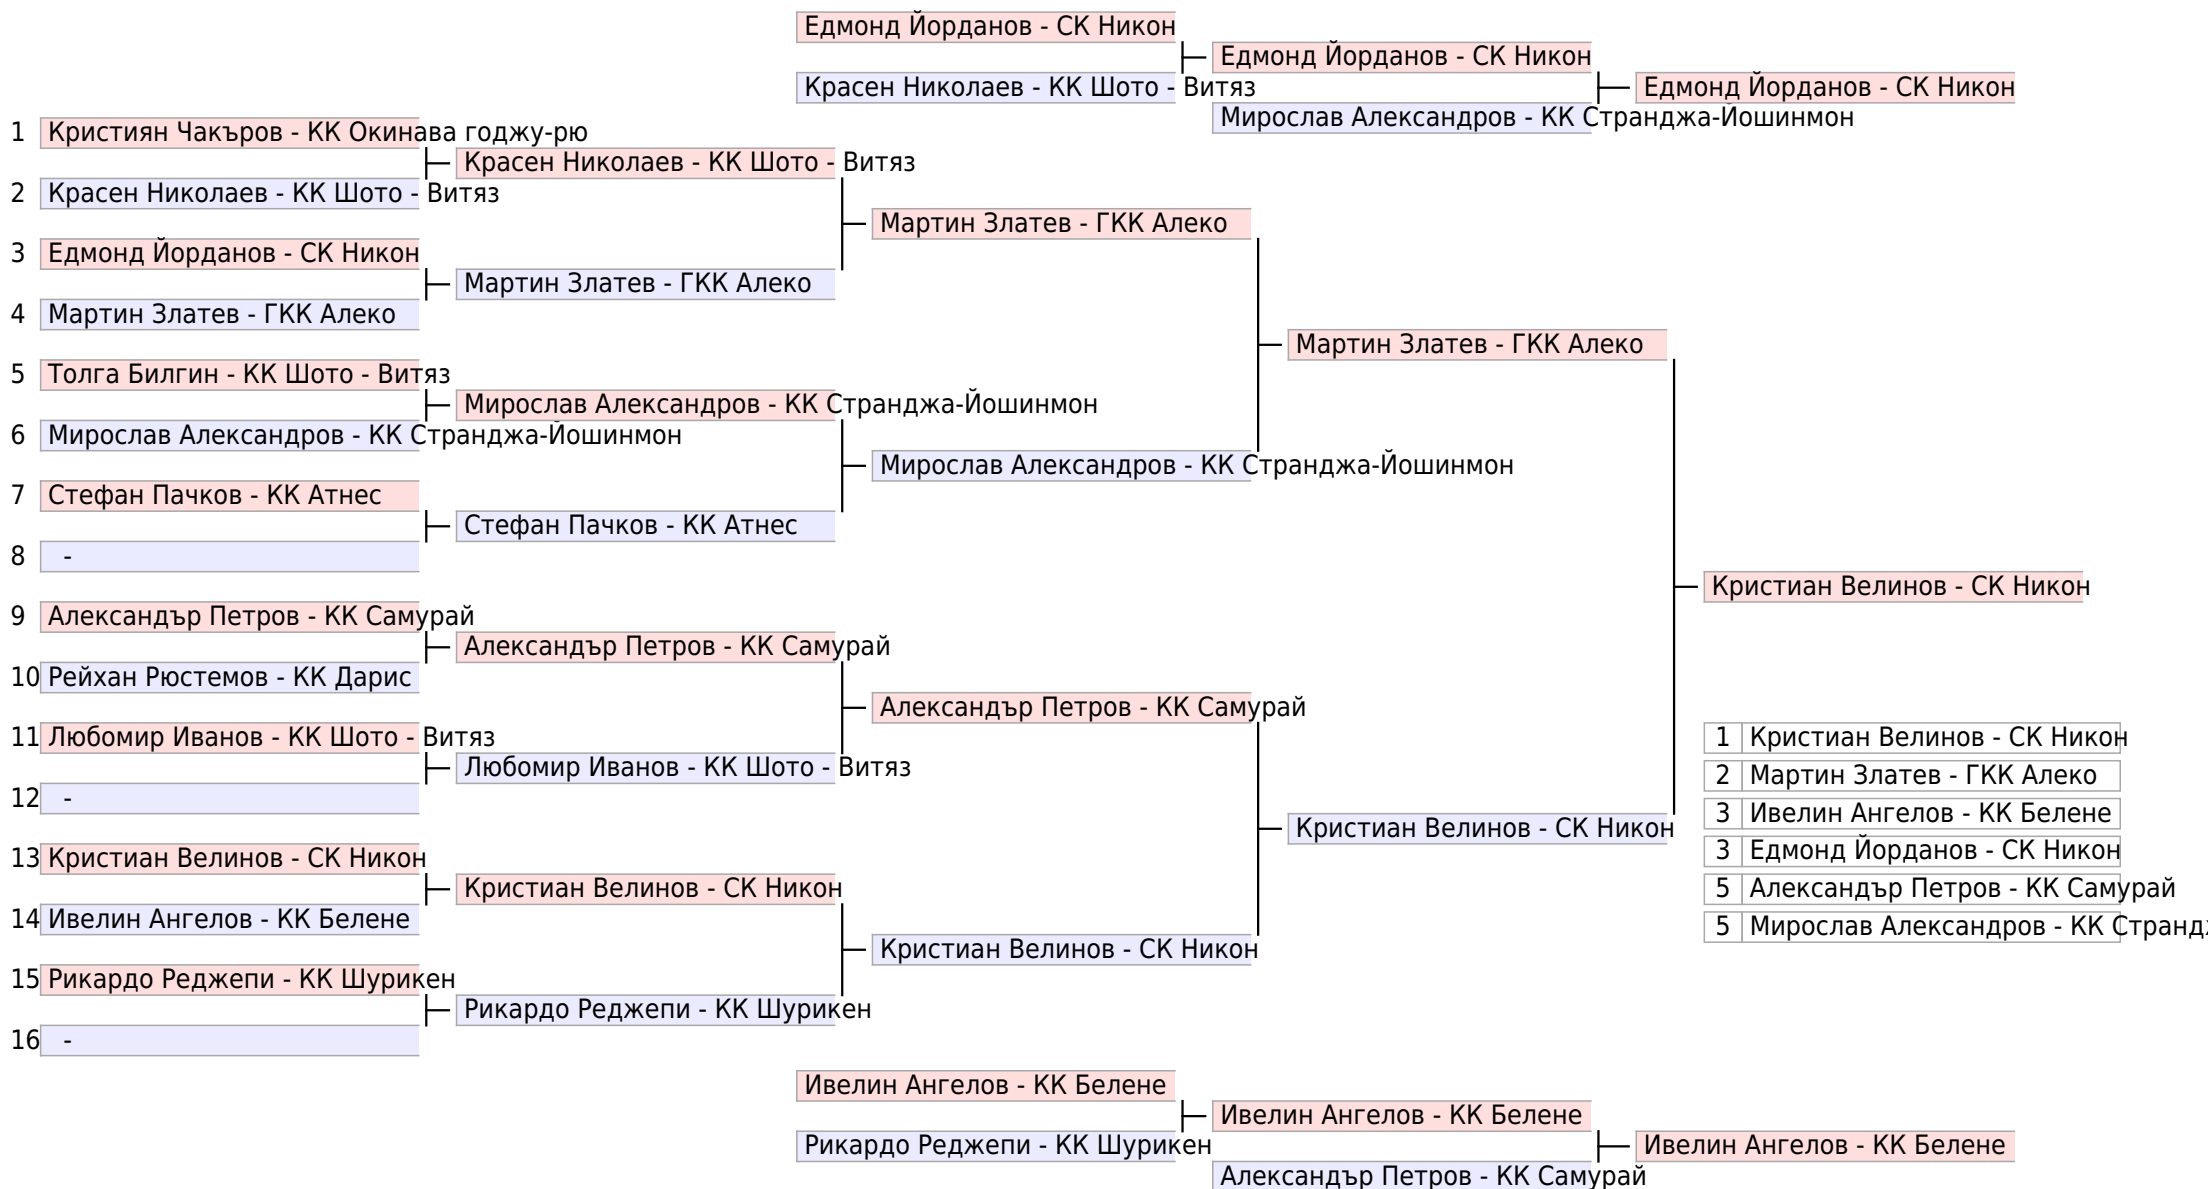 Едмонд Йорданов - СК Никон
Едмонд Йорданов - СК Никон
Красен Николаев - КК Шото - Витяз
Едмонд Йорданов - СК Никон
Мирослав Александров - КК Странджа-Йошинмон
1 Кристиян Чакъров - КК Окинава годжу-рю
Красен Николаев - КК Шото - Витяз
2 Красен Николаев - КК Шото - Витяз
Мартин Златев - ГКК Алеко
3 Едмонд Йорданов - СК Никон
Мартин Златев - ГКК Алеко
4 Мартин Златев - ГКК Алеко
Мартин Златев - ГКК Алеко
5 Толга Билгин - КК Шото - Витяз
Мирослав Александров - КК Странджа-Йошинмон
6 Мирослав Александров - КК Странджа-Йошинмон
Мирослав Александров - КК Странджа-Йошинмон
7 Стефан Пачков - КК Атнес
Стефан Пачков - КК Атнес
8 -
Кристиан Велинов - СК Никон
9 Александър Петров - КК Самурай
Александър Петров - КК Самурай
10 Рейхан Рюстемов - КК Дарис
Александър Петров - КК Самурай
11 Любомир Иванов - КК Шото - Витяз
1 Кристиан Велинов - СК Никон
Любомир Иванов - КК Шото - Витяз
2 Мартин Златев - ГКК Алеко
12 -
3 Ивелин Ангелов - КК Белене
Кристиан Велинов - СК Никон
3 Едмонд Йорданов - СК Никон
13 Кристиан Велинов - СК Никон
Кристиан Велинов - СК Никон
5 Александър Петров - КК Самурай
14 Ивелин Ангелов - КК Белене
5 Мирослав Александров - КК
Кристиан Велинов - СК Никон
15 Рикардо Реджепи - КК Шурикен
Рикардо Реджепи - КК Шурикен
16 -
Ивелин Ангелов - КК Белене
Ивелин Ангелов - КК Белене
Рикардо Реджепи - КК Шурикен
Ивелин Ангелов - КК Белене
Александър Петров - КК Самурай